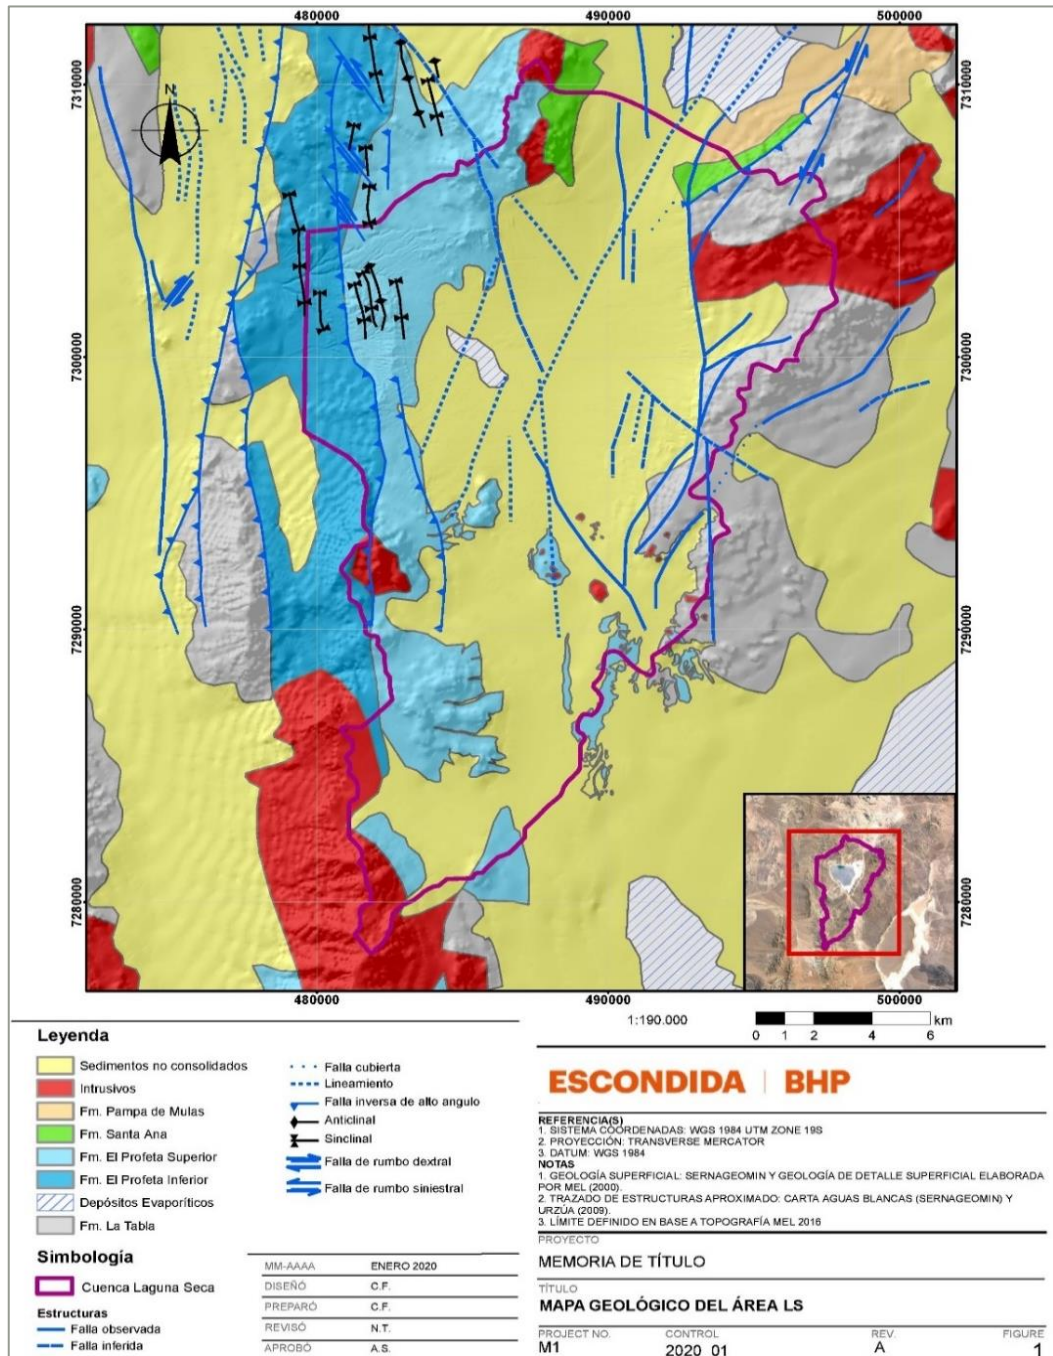 480000 490000 500000
7310000 7310000
N
7300000 7300000
7290000 7290000
7280000 7280000
480000 490000 500000
1:190.000
km
0 1 2 4 6
Leyenda
Sedimentos no consolidados
Intrusivos
Fm. Pampa de Mulas
Fm. Santa Ana
Fm. El Profeta Superior
Fm. El Profeta Inferior
Depósitos Evaporíticos
Fm. La Tabla
Simbología
Cuenca Laguna Seca
Estructuras
Falla observada
Falla inferida
Falla cubierta
Lineamiento
Falla inversa de alto angulo
Anticlinal
Sinclinal
Falla de rumbo dextral
Falla de rumbo siniestral
MM-AAAA ENERO 2020
DISEÑÓ C.F.
PREPARÓ C.F.
REVISÓ N.T.
APROBÓ A.S.
ESCONDIDA | BHP
REFERENCIA(S)
1. SISTEMA COORDENADAS: WGS 1984 UTM ZONE 19S
2. PROYECCIÓN: TRANSVERSE MERCATOR
3. DATUM: WGS 1984
NOTAS
1. GEOLOGÍA SUPERFICIAL: SERNAGEOMIN Y GEOLOGÍA DE DETALLE SUPERFICIAL ELABORADA
POR MEL (2000).
2. TRAZADO DE ESTRUCTURAS APROXIMADO: CARTA AGUAS BLANCAS (SERNAGEOMIN) Y
URZÚA (2009).
3. LÍMITE DEFINIDO EN BASE A TOPOGRAFÍA MEL 2016
PROYECTO
MEMORIA DE TÍTULO
TÍTULO
MAPA GEOLÓGICO DEL ÁREA LS
PROJECT NO. CONTROL REV. FIGURE
M1 2020_01 A 1